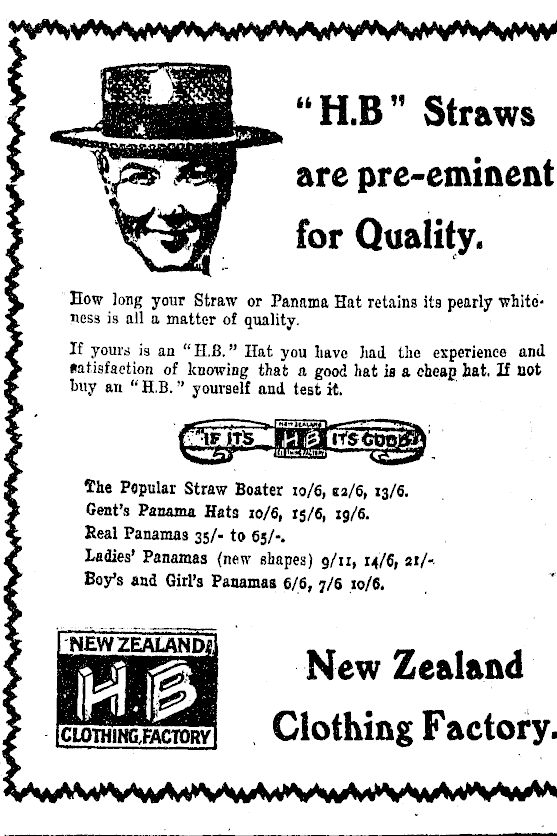 "H.B" Straws
are pre-eminent
for Quality.
How long your Straw or Panama Hat retains its pearly white-
ness is all a matter of quality.
If yours is an "H.B." Hat you have had the experience and
satisfaction of knowing that a good hat is a cheap hat. If not
buy an "H.B." yourself and test it.
"IF ITS NEW ZEALAND HB CLOTHING FACTORY ITS GOOD"
The Popular Straw Boater 10/6, 12/6, 13/6.
Gent's Panama Hats 10/6, 15/6, 19/6.
Real Panamas 35/- to 65/-.
Ladies' Panamas (new shapes) 9/11, 14/6, 21/-
Boy's and Girl's Panamas 6/6, 7/6 10/6.
NEW ZEALAND
H.B
CLOTHING FACTORY
New Zealand
Clothing Factory.